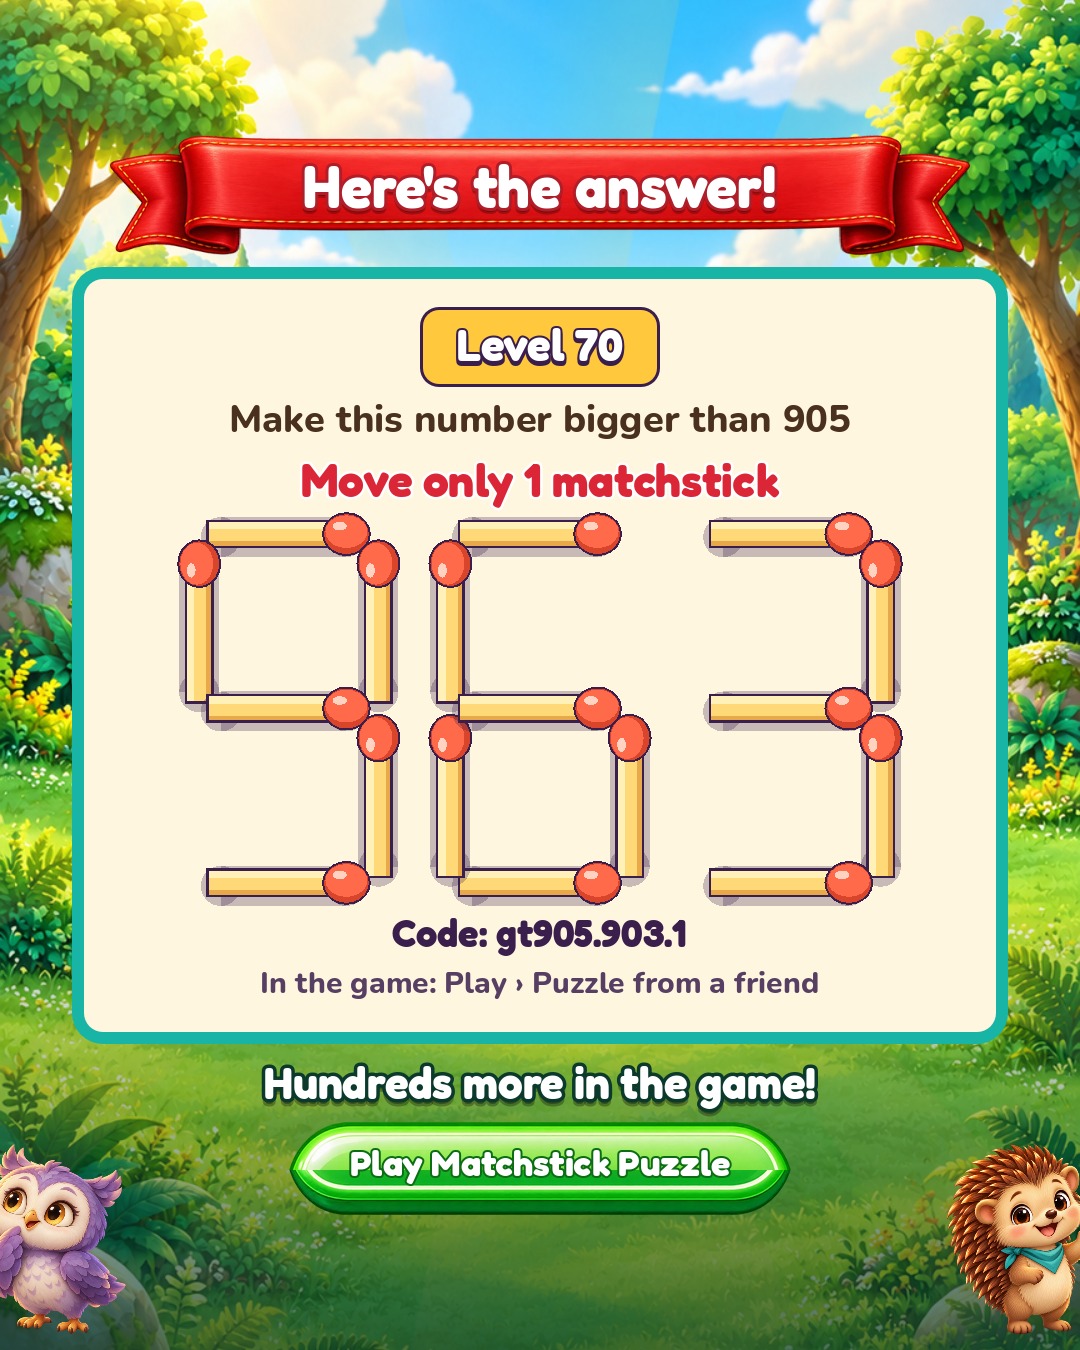 Here's the answer!
Level 70
Make this number bigger than 905
Move only 1 matchstick
963
Code: gt905.903.1
In the game: Play › Puzzle from a friend
Hundreds more in the game!
Play Matchstick Puzzle